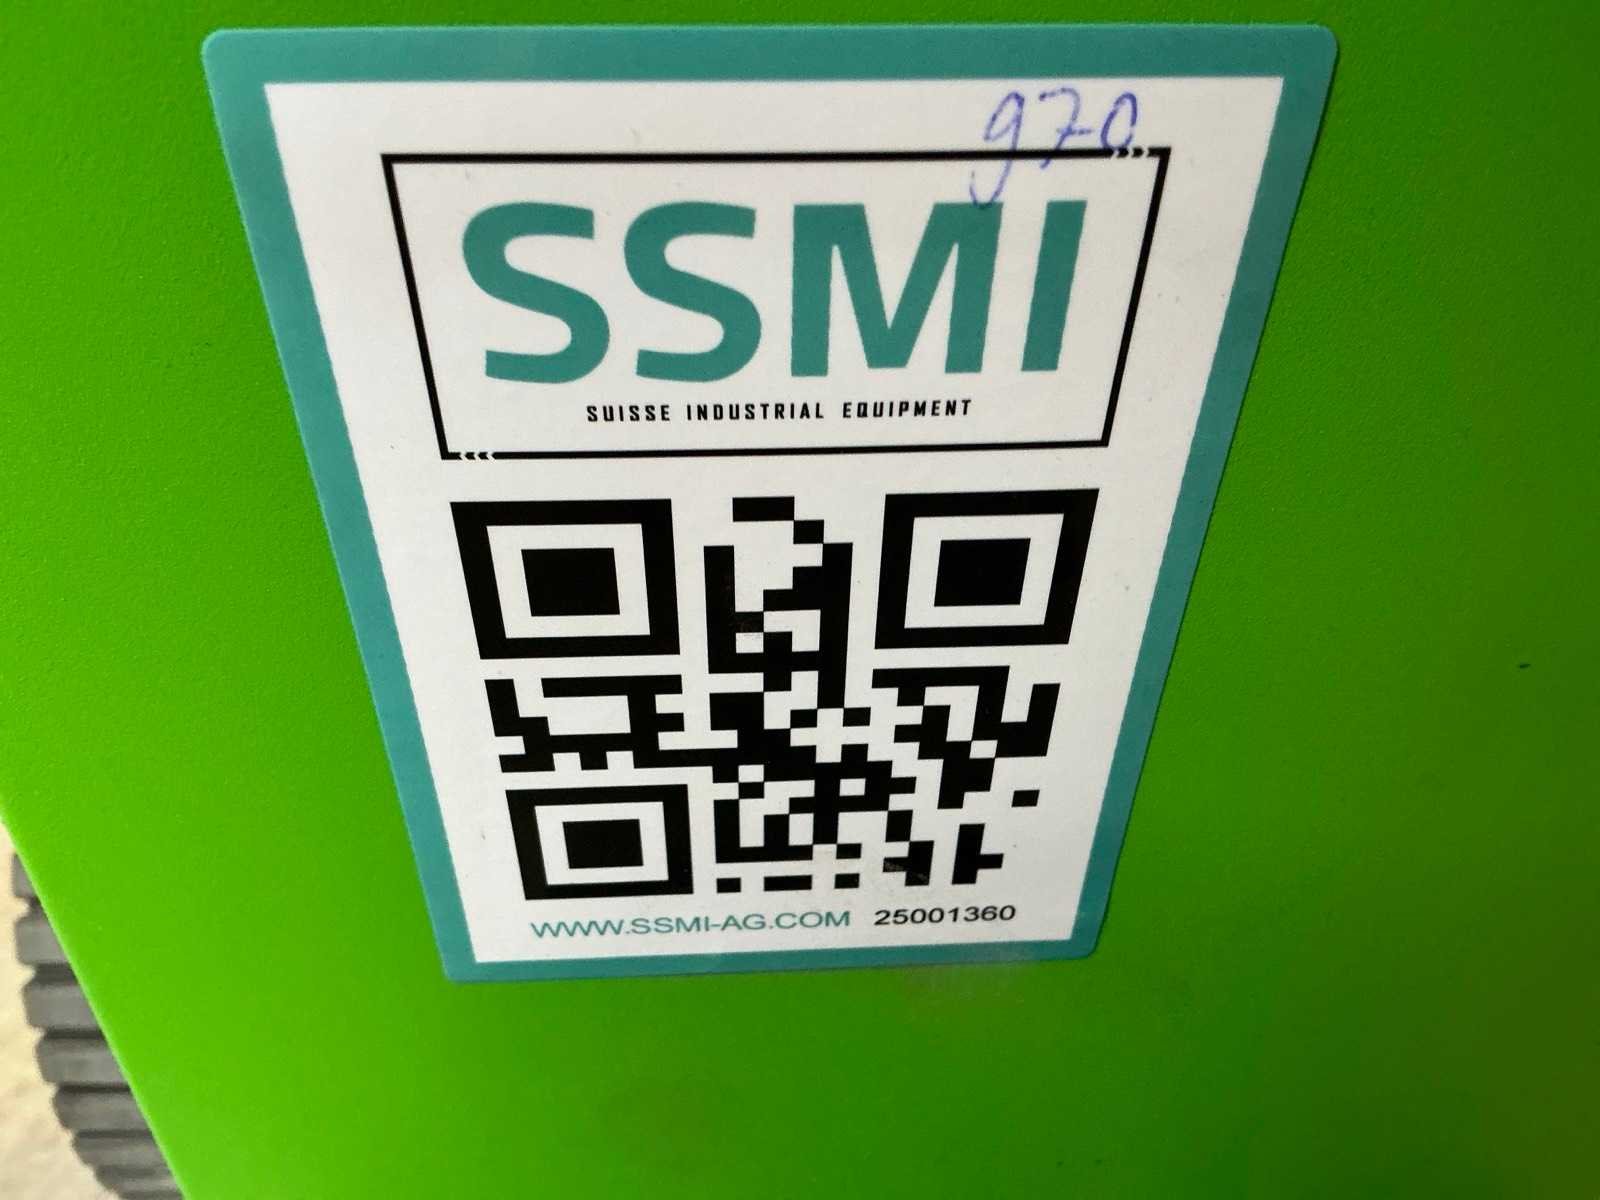 970
SSMI
SUISSE INDUSTRIAL EQUIPMENT
WWW.SSMI-AG.COM 25001360